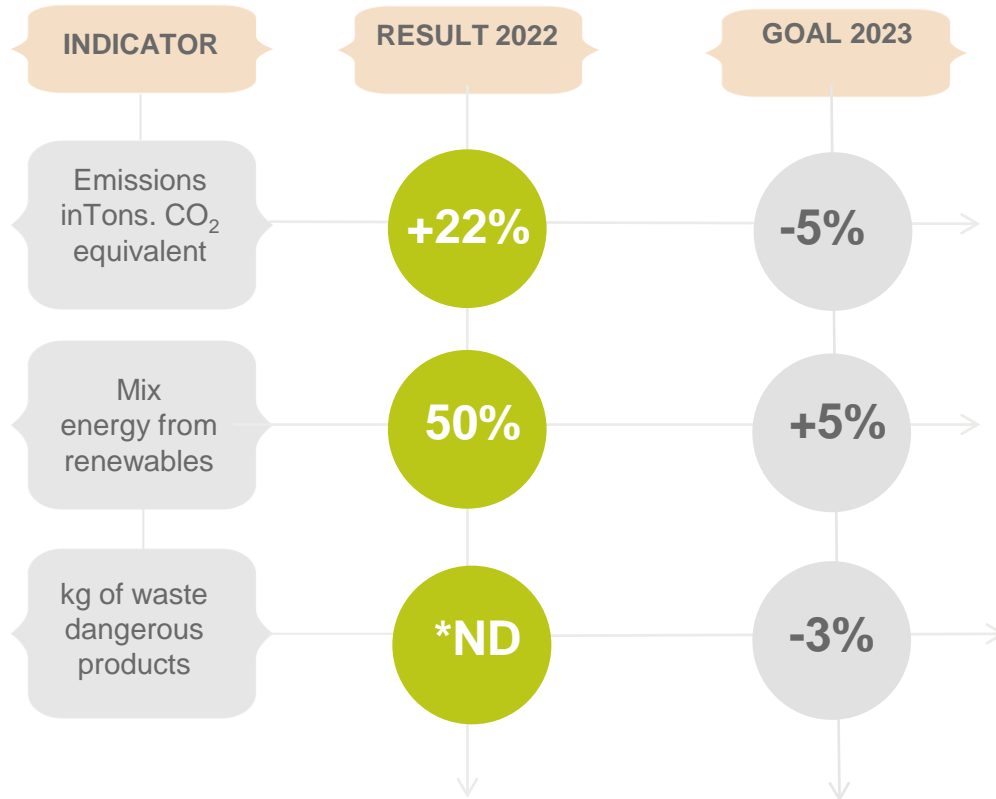 INDICATOR
RESULT 2022
GOAL 2023
Emissions
inTons. CO₂
equivalent
+22%
-5%
Mix
energy from
renewables
50%
+5%
kg of waste
dangerous
products
*ND
-3%